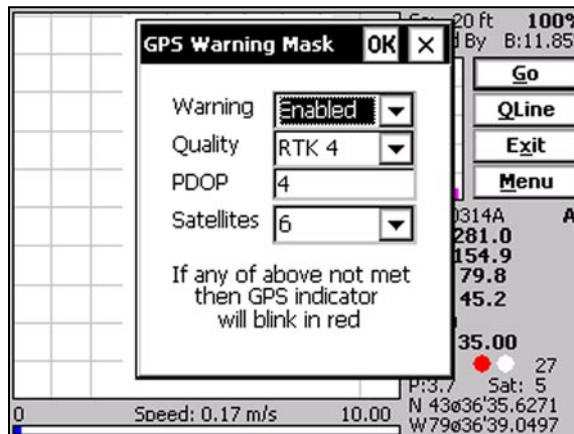 20 ft 100%
GPS Warning Mask OK ×
By B:11.85
Go
Warning Enabled
QLine
Quality RTK 4
Exit
PDOP 4
Menu
Satellites 6
0314A
281.0
154.9
If any of above not met
79.8
then GPS indicator
45.2
will blink in red
35.00
27
P:3.7 Sat: 5
N 43ø36'35.6271
0 Speed: 0.17 m/s 10.00
W79ø36'39.0497